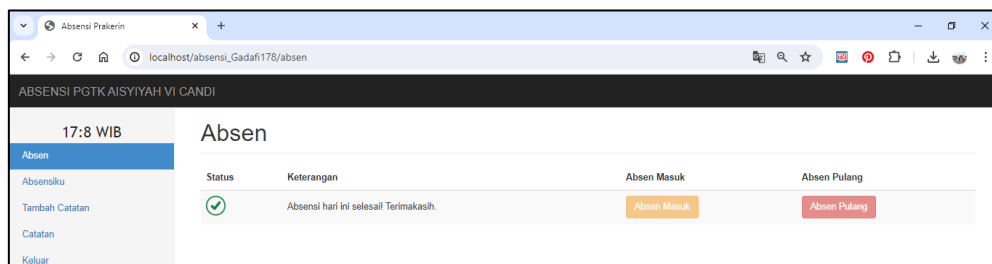 Absensi Prakerin
localhost/absensi_Gadafi178/absen
ABSENSI PGTK AISYIYAH VI CANDI
17:8 WIB
Absen
Absensiku
Tambah Catatan
Catatan
Keluar
Absen
Status Keterangan Absen Masuk Absen Pulang
Absensi hari ini selesai! Terimakasih. Absen Masuk Absen Pulang